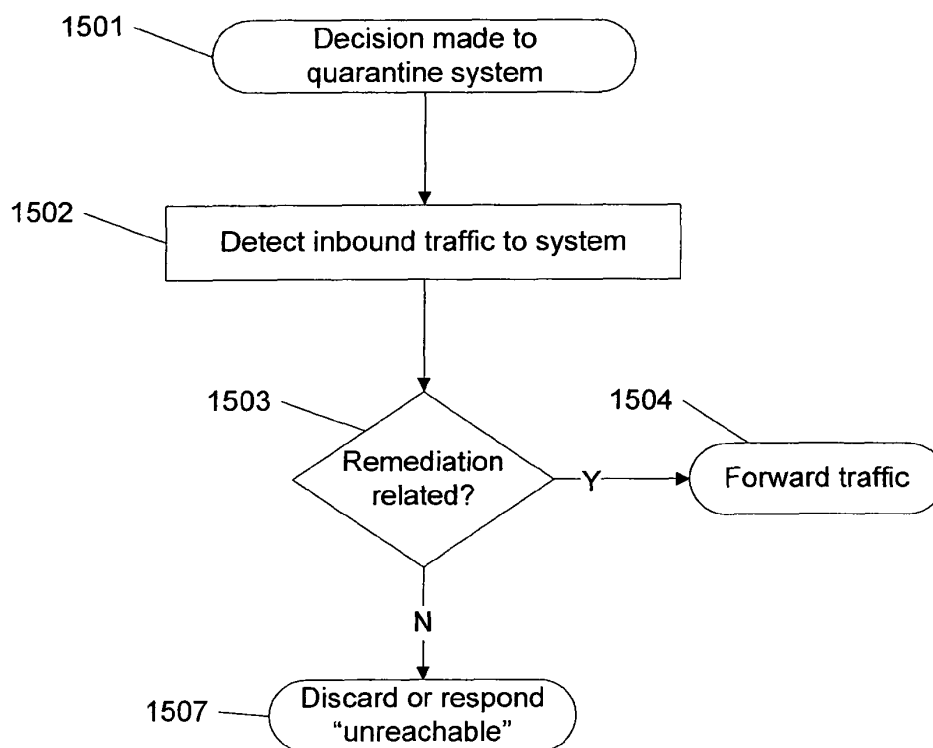 1501
Decision made to
quarantine system
1502
Detect inbound traffic to system
1503
Remediation
related?
Y
1504
Forward traffic
N
1507
Discard or respond
“unreachable”